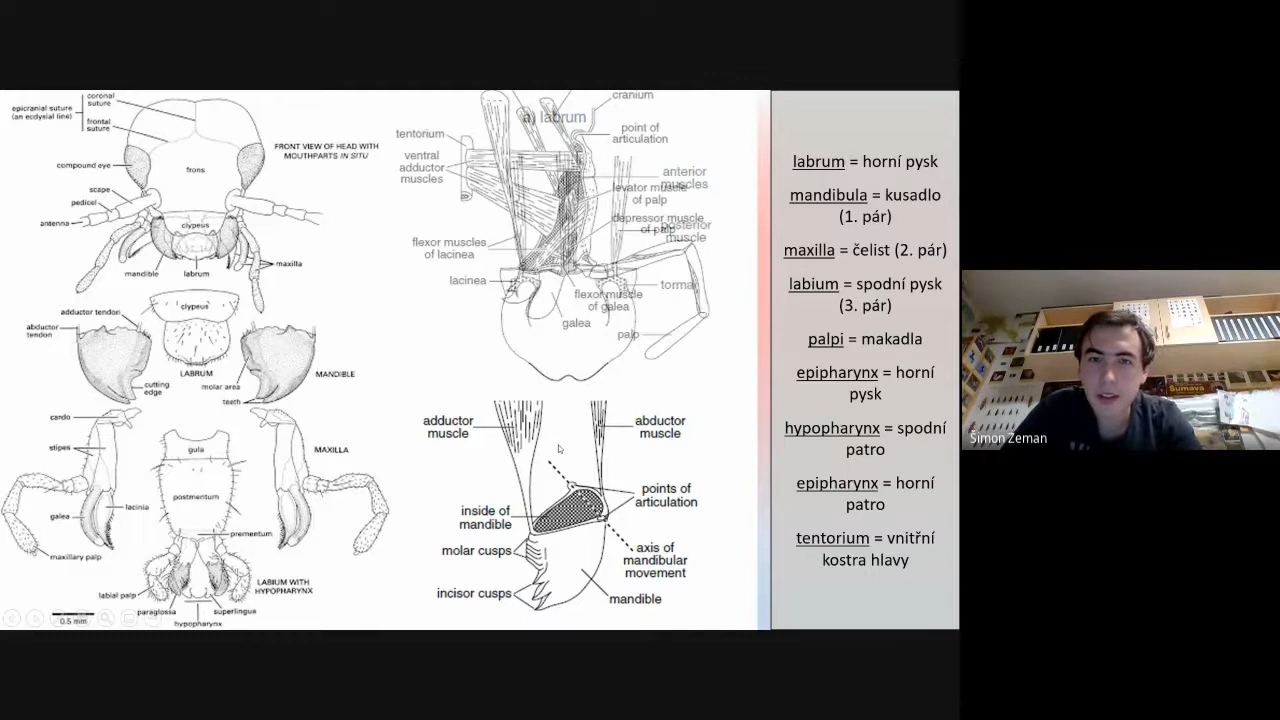 coronal
suture
epicranial suture
(an ecdysial line)
frontal
suture
FRONT VIEW OF HEAD WITH
MOUTHPARTS IN SITU
compound eye
frons
scape
pedicel
antenna
clypeus
mandible
labrum
maxilla
clypeus
adductor tendon
abductor
tendon
LABRUM
cutting
edge
molar area
teeth
MANDIBLE
cardo
stipes
gula
MAXILLA
postmentum
galea
lacinia
prementum
maxillary palp
LABIUM WITH
HYPOPHARYNX
labial palp
paraglossa
superlingua
hypopharynx
0.5 mm
cranium
a) labrum
tentorium
point of
articulation
ventral
adductor
muscles
anterior
muscles
levator muscle
of palp
depressor muscle
of palp
posterior
muscle
flexor muscles
of lacinea
lacinea
torma
flexor muscle
of galea
galea
palp
adductor
muscle
abductor
muscle
points of
articulation
inside of
mandible
molar cusps
axis of
mandibular
movement
incisor cusps
mandible
labrum = horní pysk
mandibula = kusadlo
(1. pár)
maxilla = čelist (2. pár)
labium = spodní pysk
(3. pár)
palpi = makadla
epipharynx = horní
pysk
hypopharynx = spodní
patro
epipharynx = horní
patro
tentorium = vnitřní
kostra hlavy
Šumava
Šimon Zeman